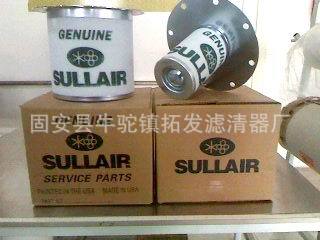 GENUINE
SULLAIR
GENUINE
SULLAIR
固安县牛驼镇拓发滤清器厂
GENUINE
SULLAIR
SERVICE PARTS
PRINTED IN THE USA MADE IN USA
SULLAIR